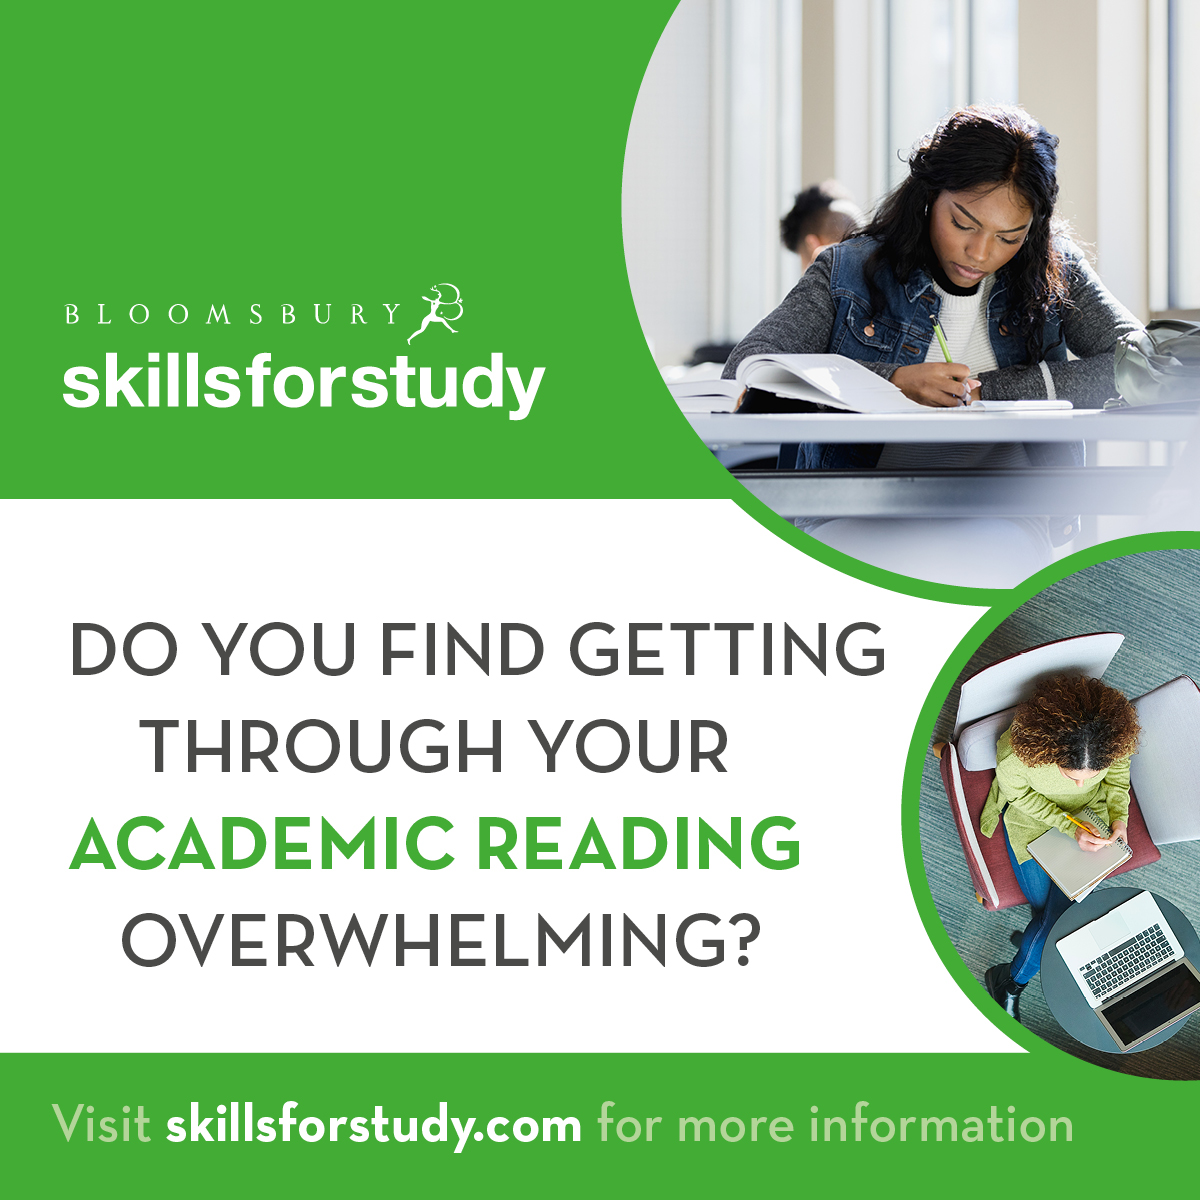 BLOOMSBURY
skillsforstudy
DO YOU FIND GETTING
THROUGH YOUR
ACADEMIC READING
OVERWHELMING?
Visit skillsforstudy.com for more information